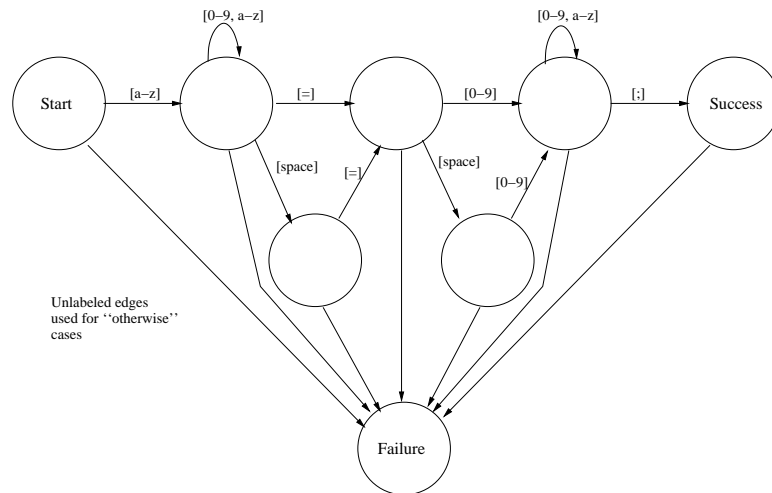 [0–9, a–z]
[0–9, a–z]
Start
[a–z]
[=]
[0–9]
[;]
Success
[space]
[=]
[space]
[0–9]
Unlabeled edges
used for ‘‘otherwise’’
cases
Failure